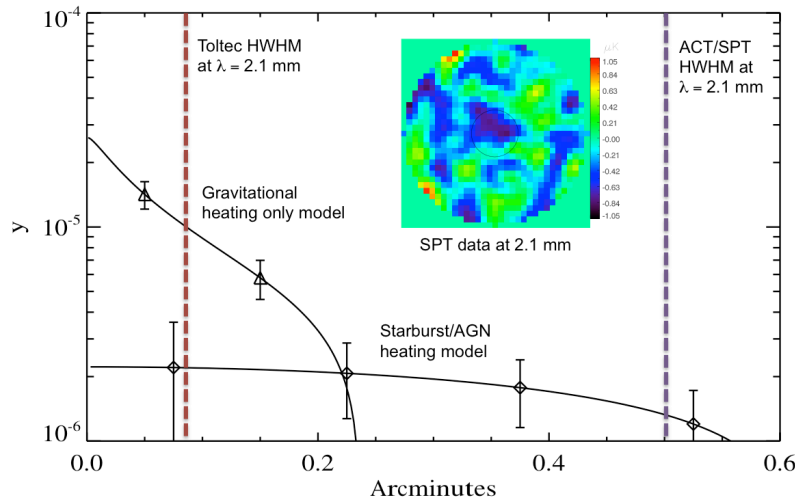 10-4
Toltec HWHM
at λ = 2.1 mm
μK
1.05
0.84
0.63
0.42
0.21
-0.00
-0.21
-0.42
-0.63
-0.84
-1.05
ACT/SPT
HWHM at
λ = 2.1 mm
Gravitational
heating only model
SPT data at 2.1 mm
y
10-5
Starburst/AGN
heating model
10-6
0.0
0.2
0.4
0.6
Arcminutes